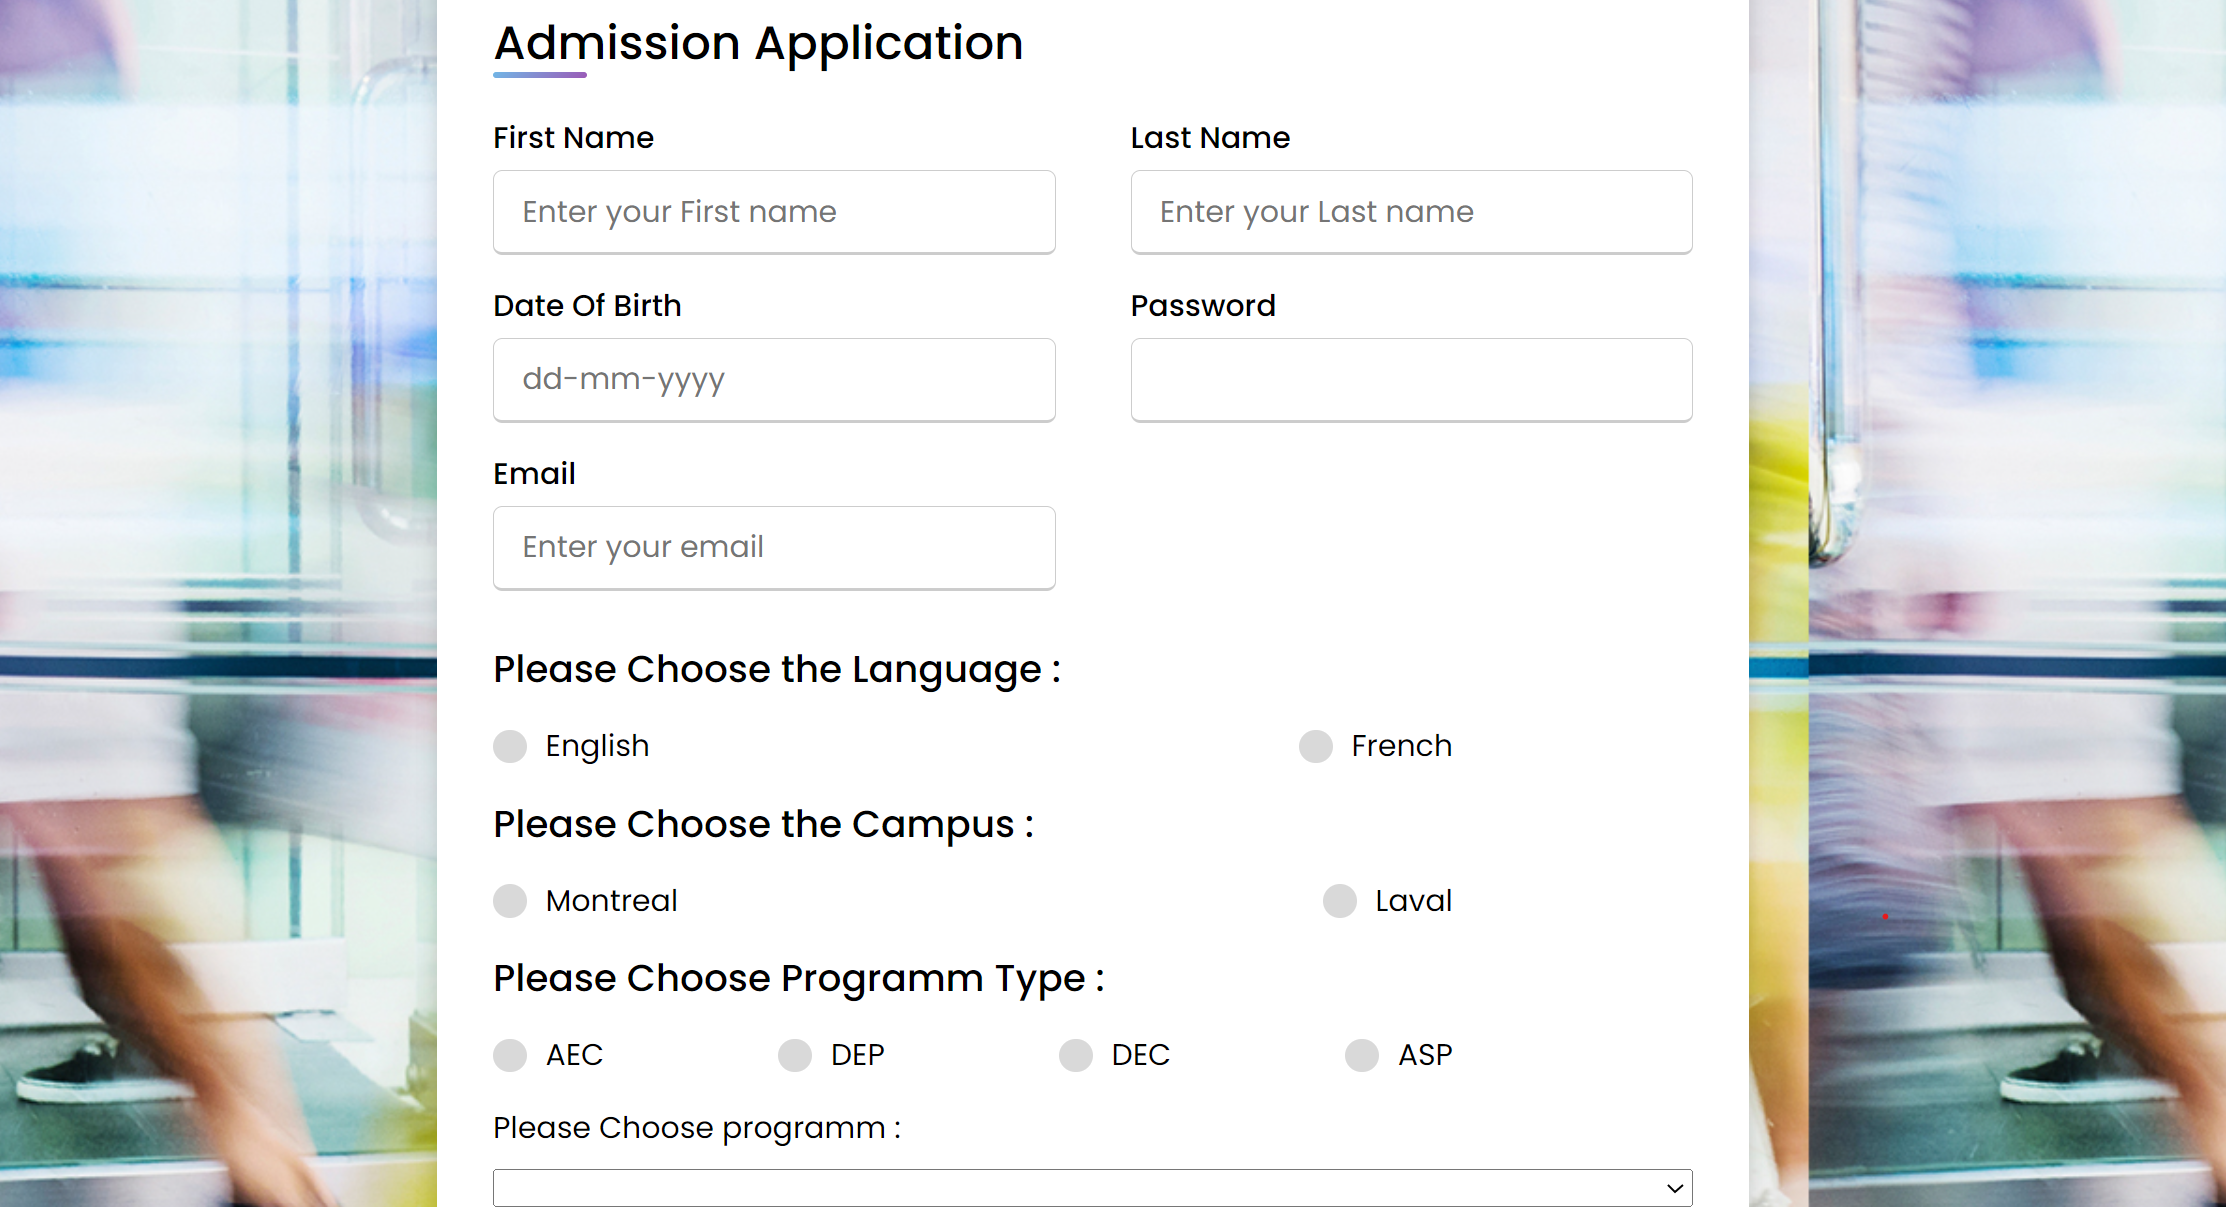 Admission Application
First Name Last Name
Enter your First name Enter your Last name
Date Of Birth Password
dd-mm-yyyy
Email
Enter your email
Please Choose the Language :
English French
Please Choose the Campus :
Montreal Laval
Please Choose Programm Type :
AEC DEP DEC ASP
Please Choose programm :